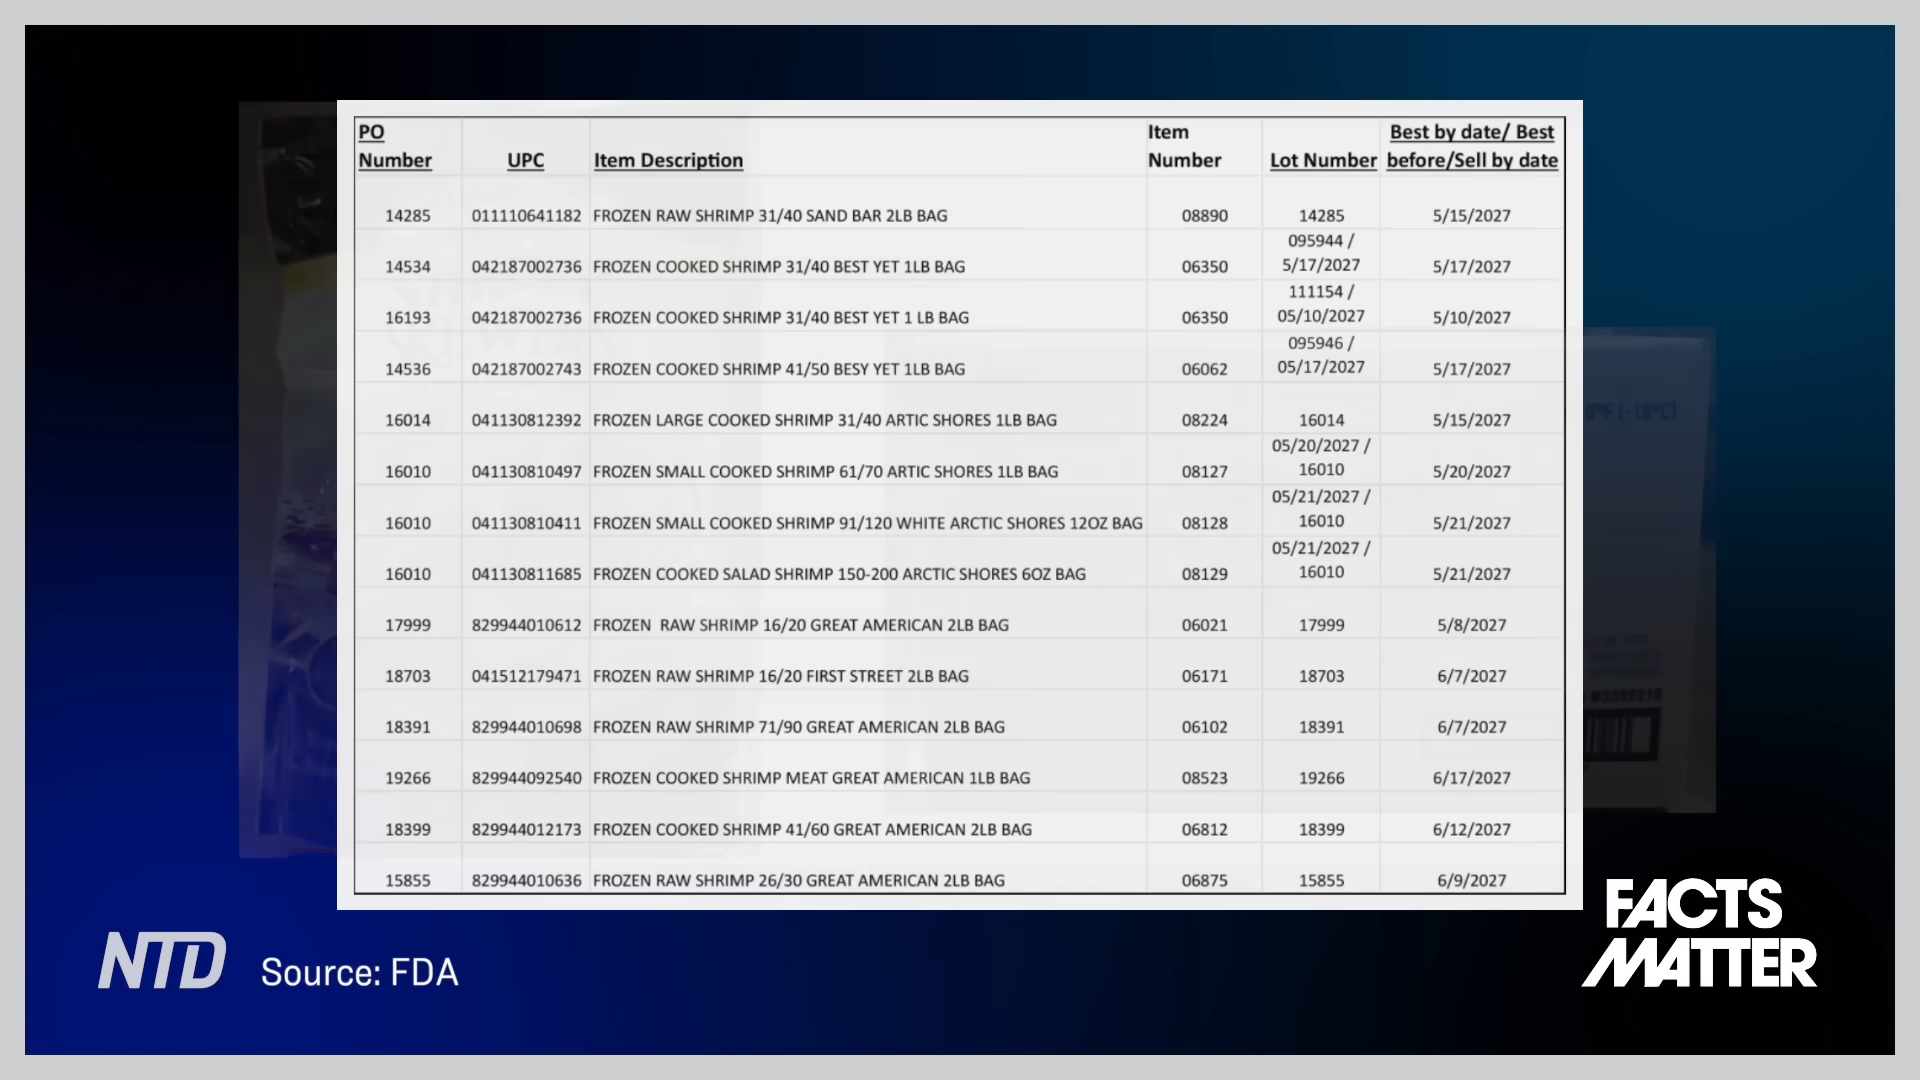 PO Number UPC Item Description Item Number Lot Number Best by date/ Best before/Sell by date
14285 011110641182 FROZEN RAW SHRIMP 31/40 SAND BAR 2LB BAG 08890 14285 5/15/2027
14534 042187002736 FROZEN COOKED SHRIMP 31/40 BEST YET 1LB BAG 06350 095944 / 5/17/2027 5/17/2027
16193 042187002736 FROZEN COOKED SHRIMP 31/40 BEST YET 1 LB BAG 06350 111154 / 05/10/2027 5/10/2027
14536 042187002743 FROZEN COOKED SHRIMP 41/50 BESY YET 1LB BAG 06062 095946 / 05/17/2027 5/17/2027
16014 041130812392 FROZEN LARGE COOKED SHRIMP 31/40 ARTIC SHORES 1LB BAG 08224 16014 5/15/2027
16010 041130810497 FROZEN SMALL COOKED SHRIMP 61/70 ARTIC SHORES 1LB BAG 08127 05/20/2027 / 16010 5/20/2027
16010 041130810411 FROZEN SMALL COOKED SHRIMP 91/120 WHITE ARCTIC SHORES 12OZ BAG 08128 05/21/2027 / 16010 5/21/2027
16010 041130811685 FROZEN COOKED SALAD SHRIMP 150-200 ARCTIC SHORES 6OZ BAG 08129 05/21/2027 / 16010 5/21/2027
17999 829944010612 FROZEN RAW SHRIMP 16/20 GREAT AMERICAN 2LB BAG 06021 17999 5/8/2027
18703 041512179471 FROZEN RAW SHRIMP 16/20 FIRST STREET 2LB BAG 06171 18703 6/7/2027
18391 829944010698 FROZEN RAW SHRIMP 71/90 GREAT AMERICAN 2LB BAG 06102 18391 6/7/2027
19266 829944092540 FROZEN COOKED SHRIMP MEAT GREAT AMERICAN 1LB BAG 08523 19266 6/17/2027
18399 829944012173 FROZEN COOKED SHRIMP 41/60 GREAT AMERICAN 2LB BAG 06812 18399 6/12/2027
15855 829944010636 FROZEN RAW SHRIMP 26/30 GREAT AMERICAN 2LB BAG 06875 15855 6/9/2027
NTD Source: FDA
FACTS
MATTER